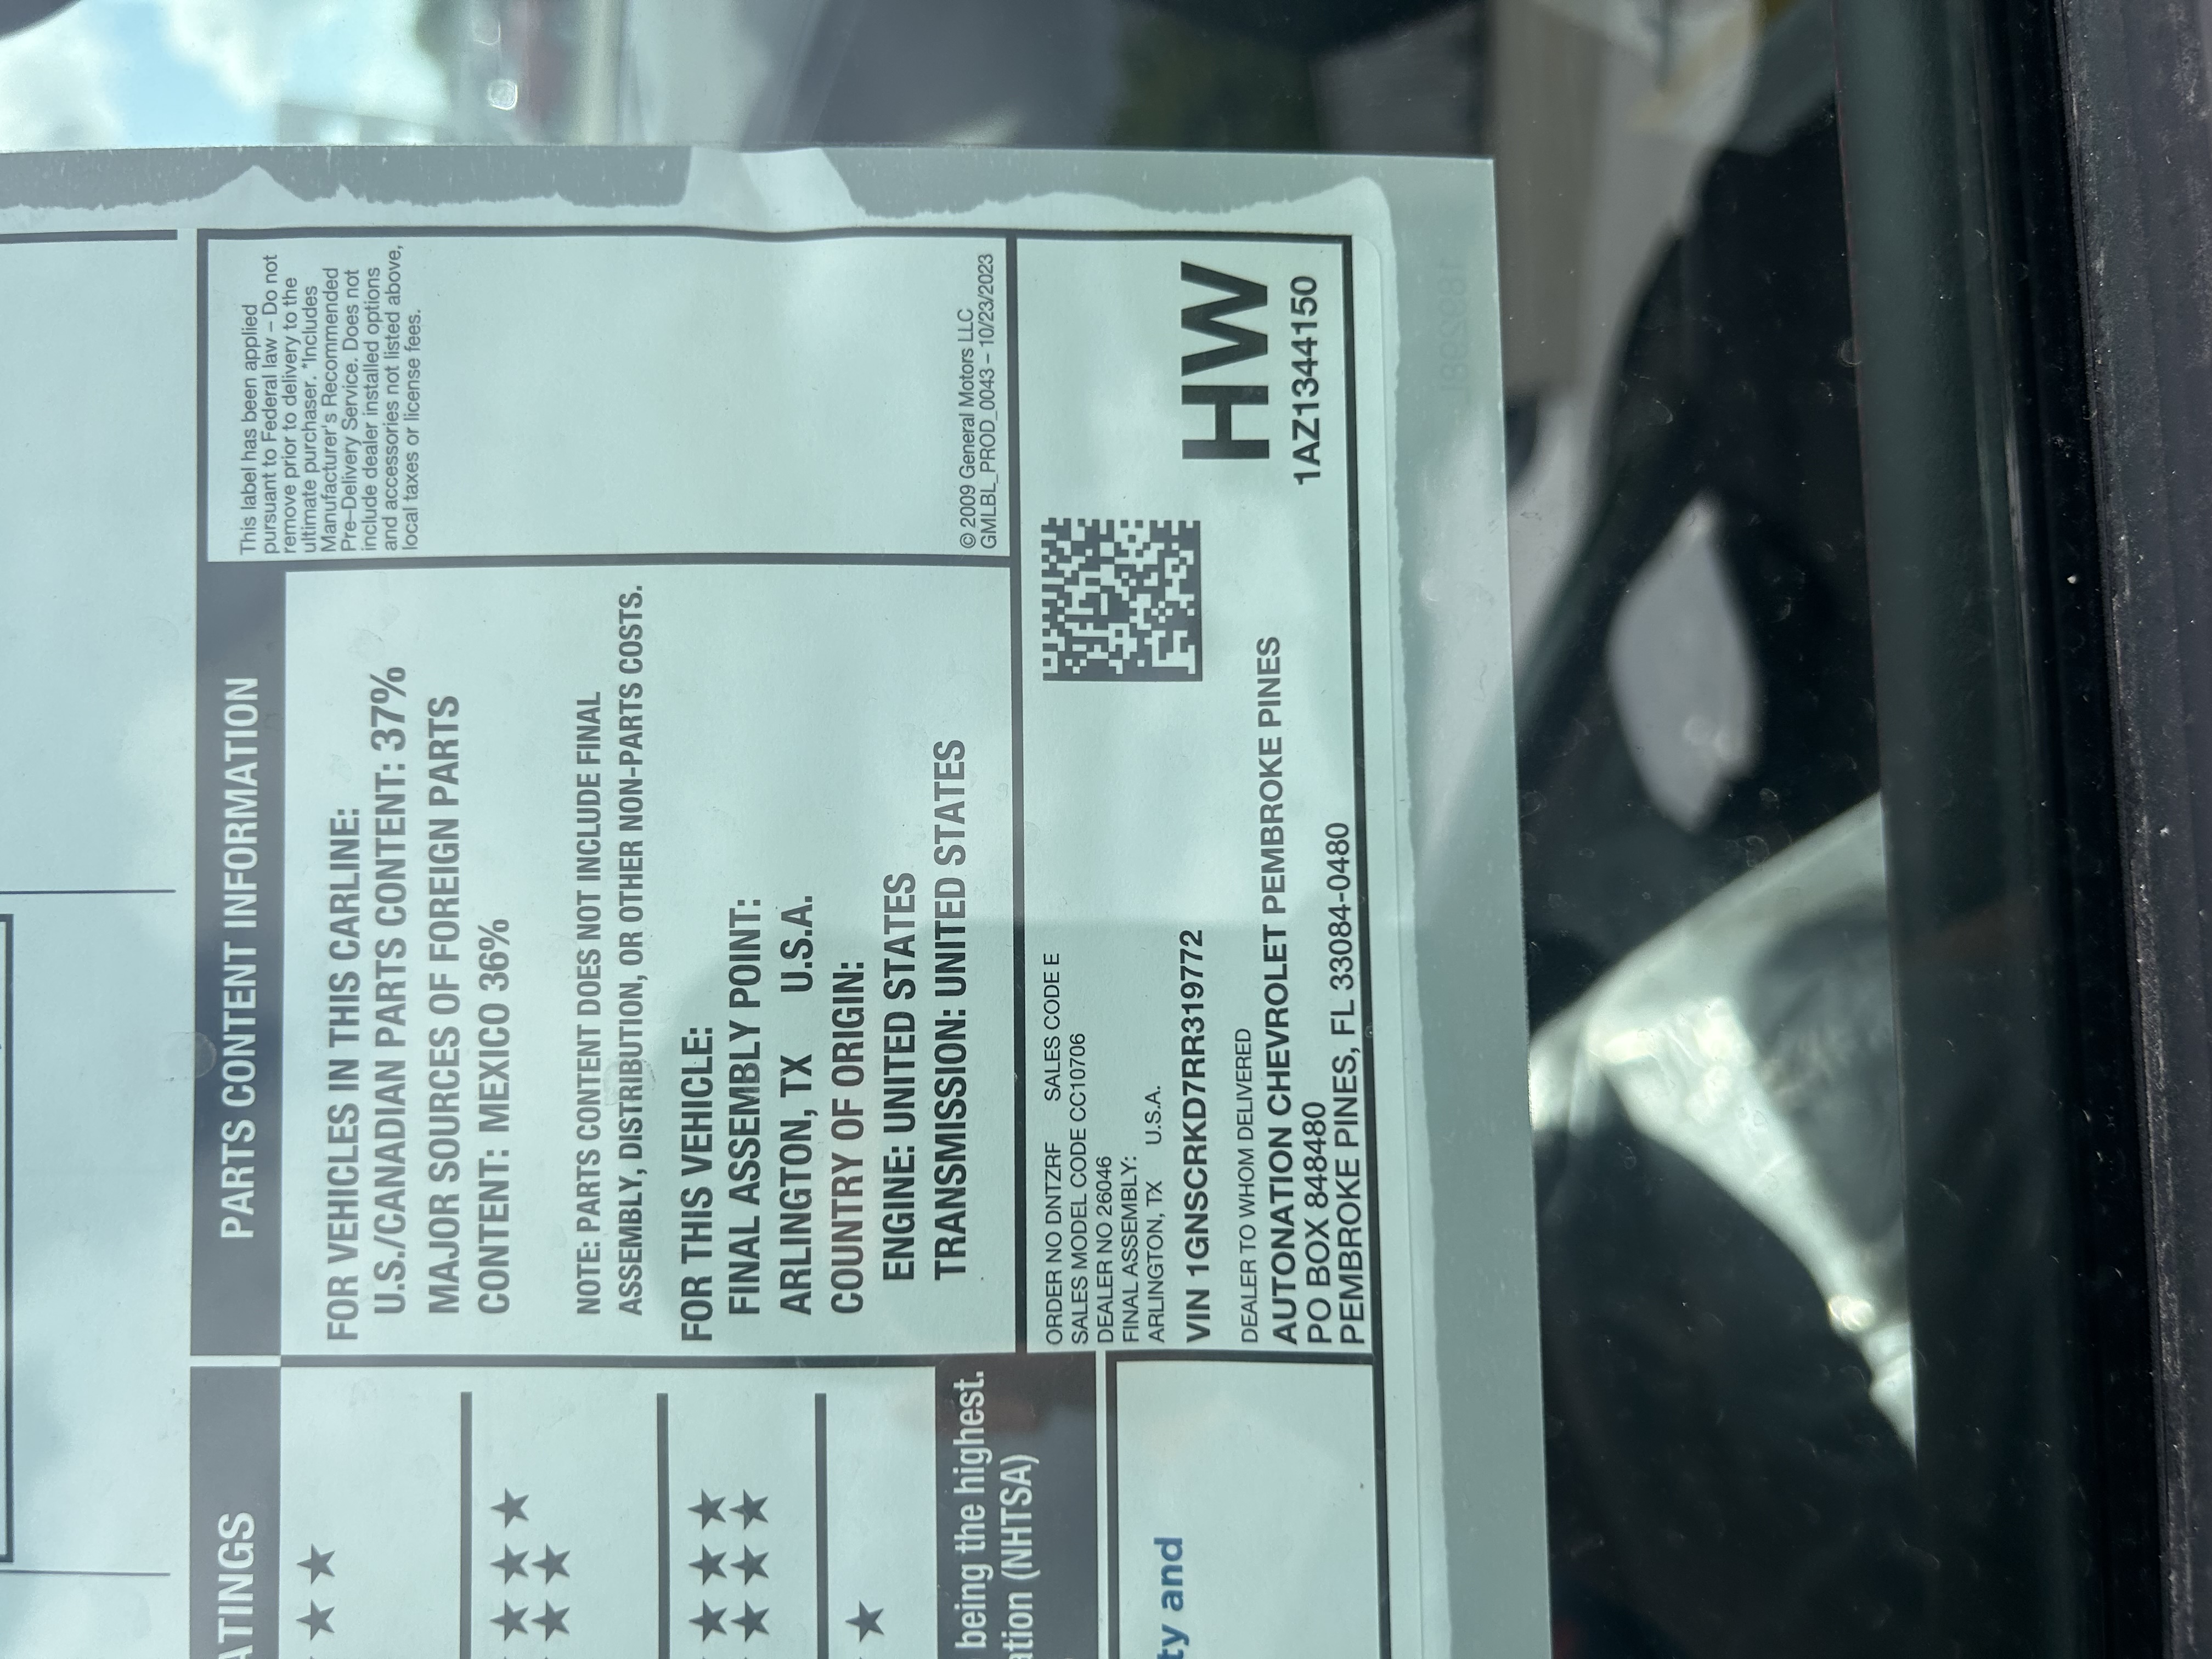 PARTS CONTENT INFORMATION
FOR VEHICLES IN THIS CARLINE:
U.S./CANADIAN PARTS CONTENT: 37%
MAJOR SOURCES OF FOREIGN PARTS
CONTENT: MEXICO 36%
NOTE: PARTS CONTENT DOES NOT INCLUDE FINAL
ASSEMBLY, DISTRIBUTION, OR OTHER NON-PARTS COSTS.
FOR THIS VEHICLE:
FINAL ASSEMBLY POINT:
ARLINGTON, TX U.S.A.
COUNTRY OF ORIGIN:
ENGINE: UNITED STATES
TRANSMISSION: UNITED STATES
This label has been applied
pursuant to Federal law – Do not
remove prior to delivery to the
ultimate purchaser. *Includes
Manufacturer's Recommended
Pre–Delivery Service. Does not
include dealer installed options
and accessories not listed above,
local taxes or license fees.
© 2009 General Motors LLC
GMLBL_PROD_0043 – 10/23/2023
ORDER NO DNTZRF SALES CODE E
SALES MODEL CODE CC10706
DEALER NO 26046
FINAL ASSEMBLY:
ARLINGTON, TX U.S.A.
VIN 1GNSCRKD7RR319772
DEALER TO WHOM DELIVERED
AUTONATION CHEVROLET PEMBROKE PINES
PO BOX 848480
PEMBROKE PINES, FL 33084-0480
HW
1AZ1344150
being the highest.
(NHTSA)
and